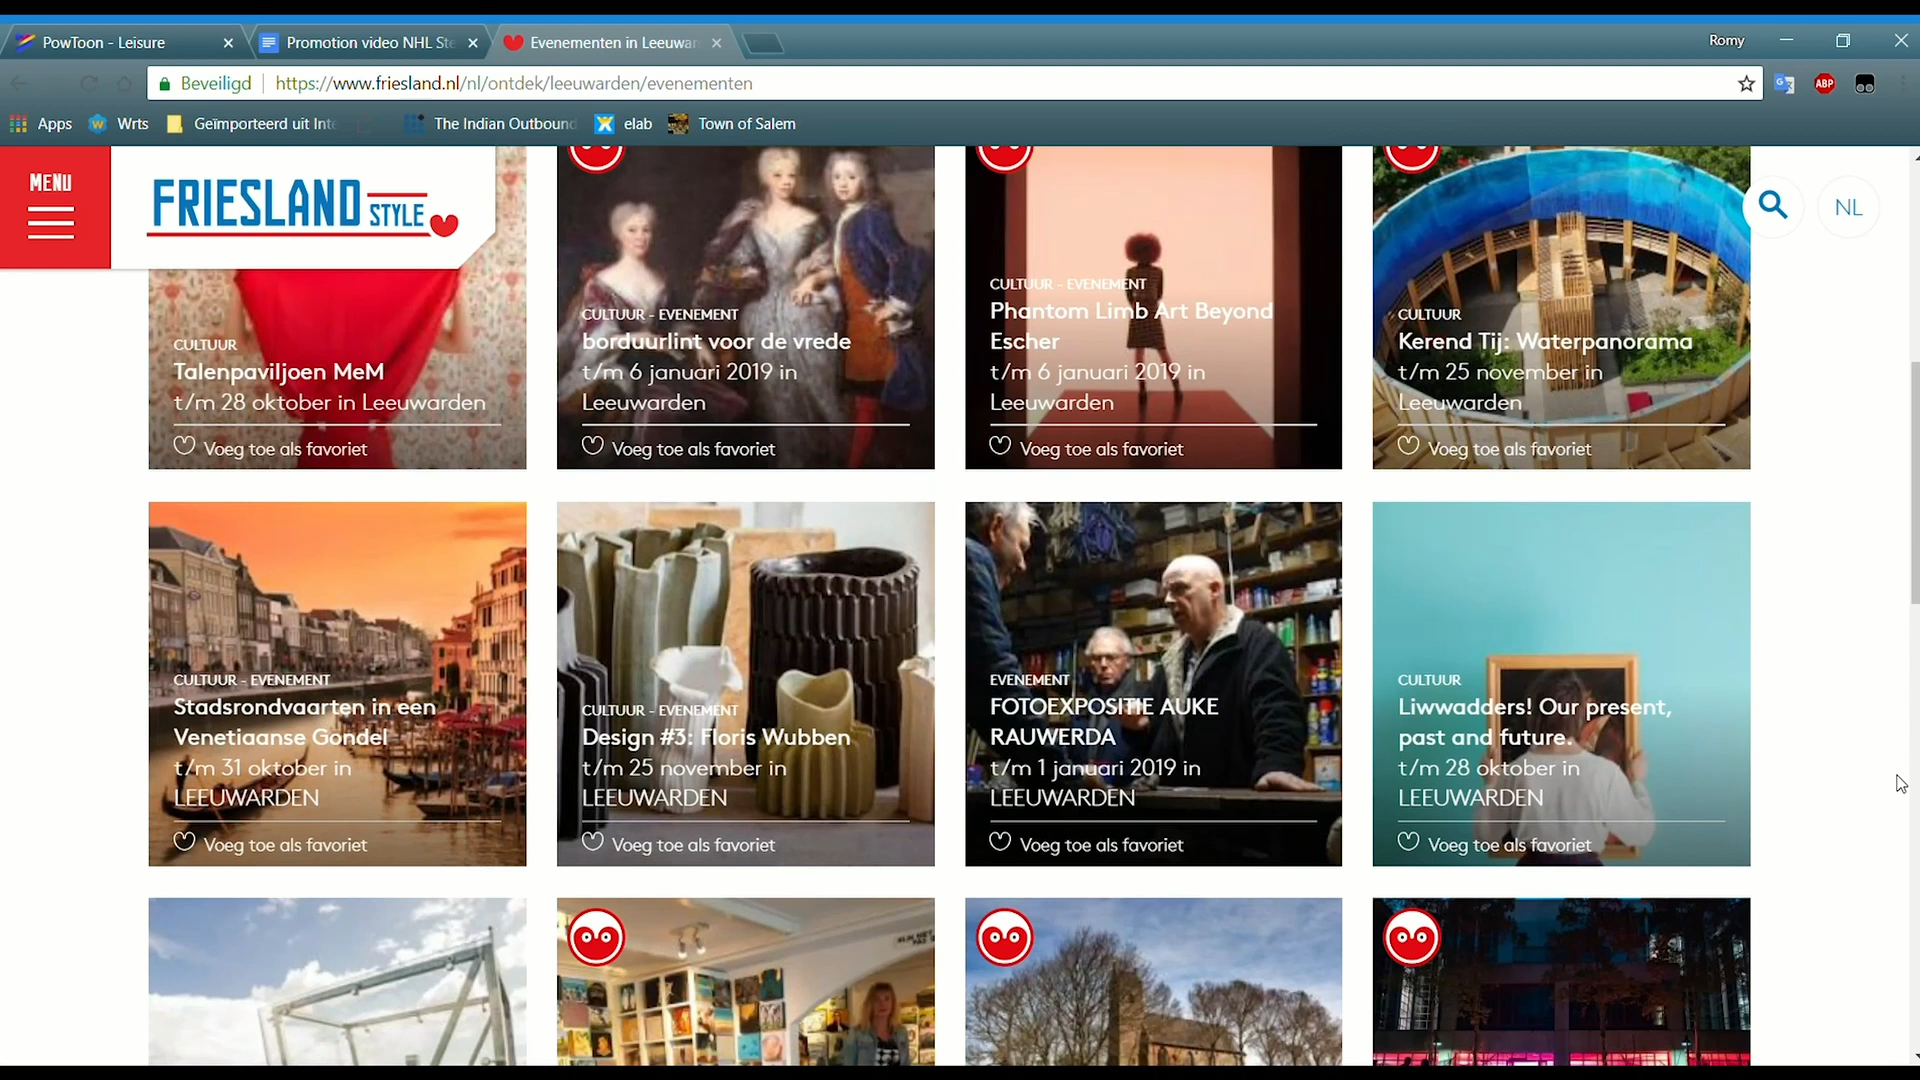 PowToon - Leisure
Promotion video NHL Ste
Evenementen in Leeuwar
Romy
Beveiligd
https://www.friesland.nl/nl/ontdek/leeuwarden/evenementen
ABP
Apps
Wrts
Geïmporteerd uit Inte
The Indian Outbound
elab
Town of Salem
MENU
FRIESLAND STYLE
NL
CULTUUR
Talenpaviljoen MeM
t/m 28 oktober in Leeuwarden
Voeg toe als favoriet
CULTUUR - EVENEMENT
borduurlint voor de vrede
t/m 6 januari 2019 in
Leeuwarden
Voeg toe als favoriet
CULTUUR - EVENEMENT
Phantom Limb Art Beyond
Escher
t/m 6 januari 2019 in
Leeuwarden
Voeg toe als favoriet
CULTUUR
Kerend Tij: Waterpanorama
t/m 25 november in
Leeuwarden
Voeg toe als favoriet
CULTUUR - EVENEMENT
Stadsrondvaarten in een
Venetiaanse Gondel
t/m 31 oktober in
LEEUWARDEN
Voeg toe als favoriet
CULTUUR - EVENEMENT
Design #3: Floris Wubben
t/m 25 november in
LEEUWARDEN
Voeg toe als favoriet
EVENEMENT
FOTOEXPOSITIE AUKE
RAUWERDA
t/m 1 januari 2019 in
LEEUWARDEN
Voeg toe als favoriet
CULTUUR
Liwwadders! Our present,
past and future.
t/m 28 oktober in
LEEUWARDEN
Voeg toe als favoriet